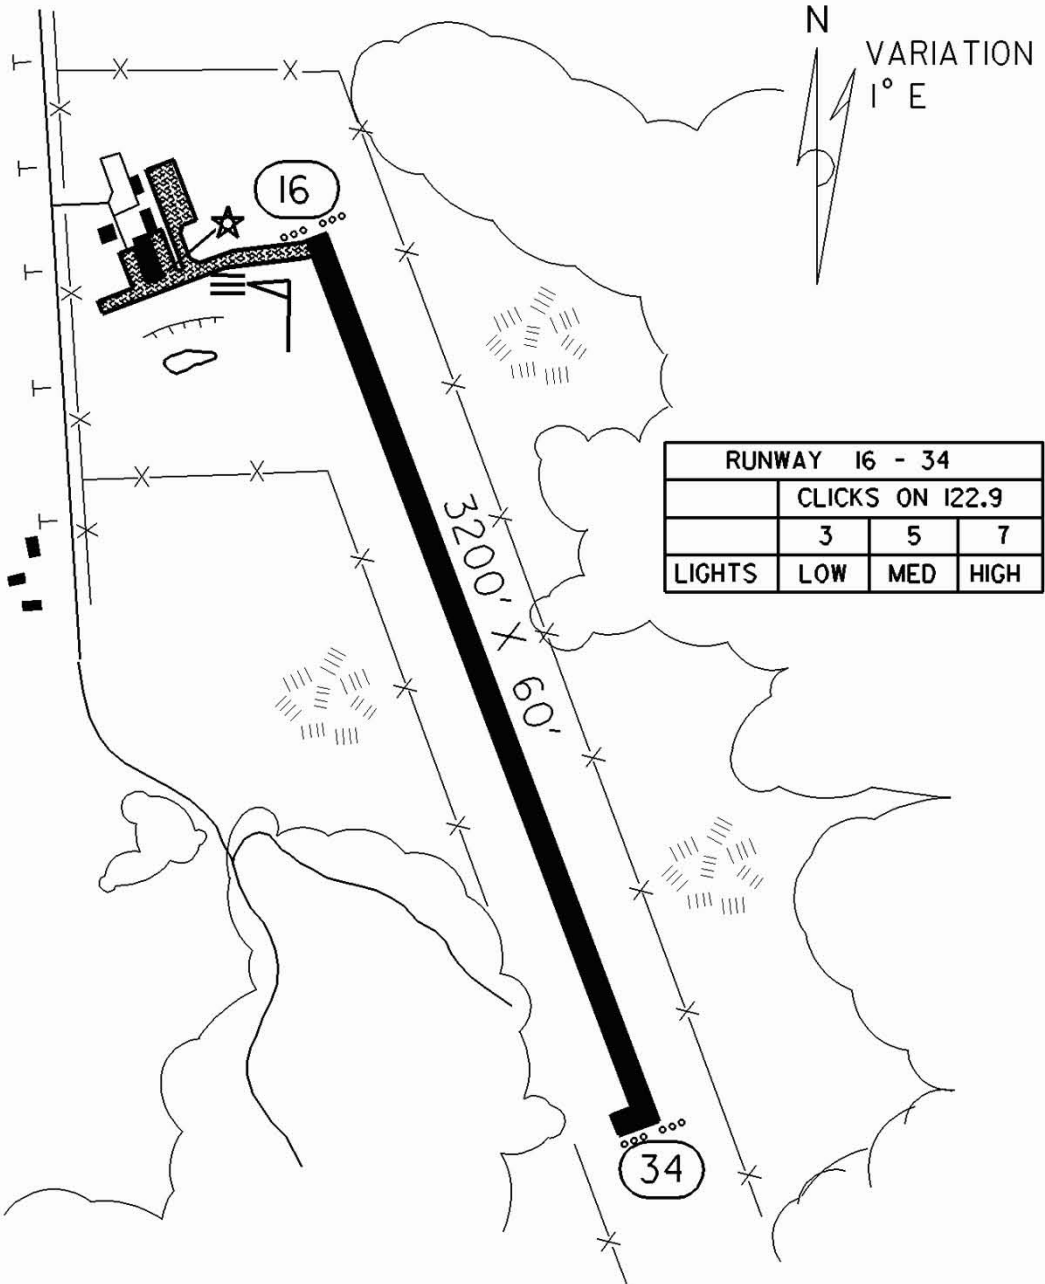 N
VARIATION
1° E
16
RUNWAY 16 - 34
CLICKS ON 122.9
3 5 7
LIGHTS LOW MED HIGH
3200' X 60'
34